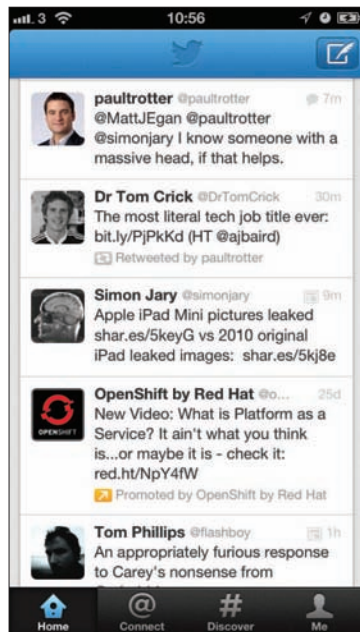 3
10:56
paultrotter @paultrotter 7m
@MattJEgan @paultrotter
@simonjary I know someone with a
massive head, if that helps.
Dr Tom Crick @DrTomCrick 30m
The most literal tech job title ever:
bit.ly/PjPkKd (HT @ajbaird)
Retweeted by paultrotter
Simon Jary @simonjary 9m
Apple iPad Mini pictures leaked
shar.es/5keyG vs 2010 original
iPad leaked images: shar.es/5kj8e
OPENSHIFT
OpenShift by Red Hat @o... 25d
New Video: What is Platform as a
Service? It ain't what you think
is...or maybe it is - check it:
red.ht/NpY4fW
Promoted by OpenShift by Red Hat
Tom Phillips @flashboy 1h
An appropriately furious response
to Carey's nonsense from
Home
Connect
Discover
Me